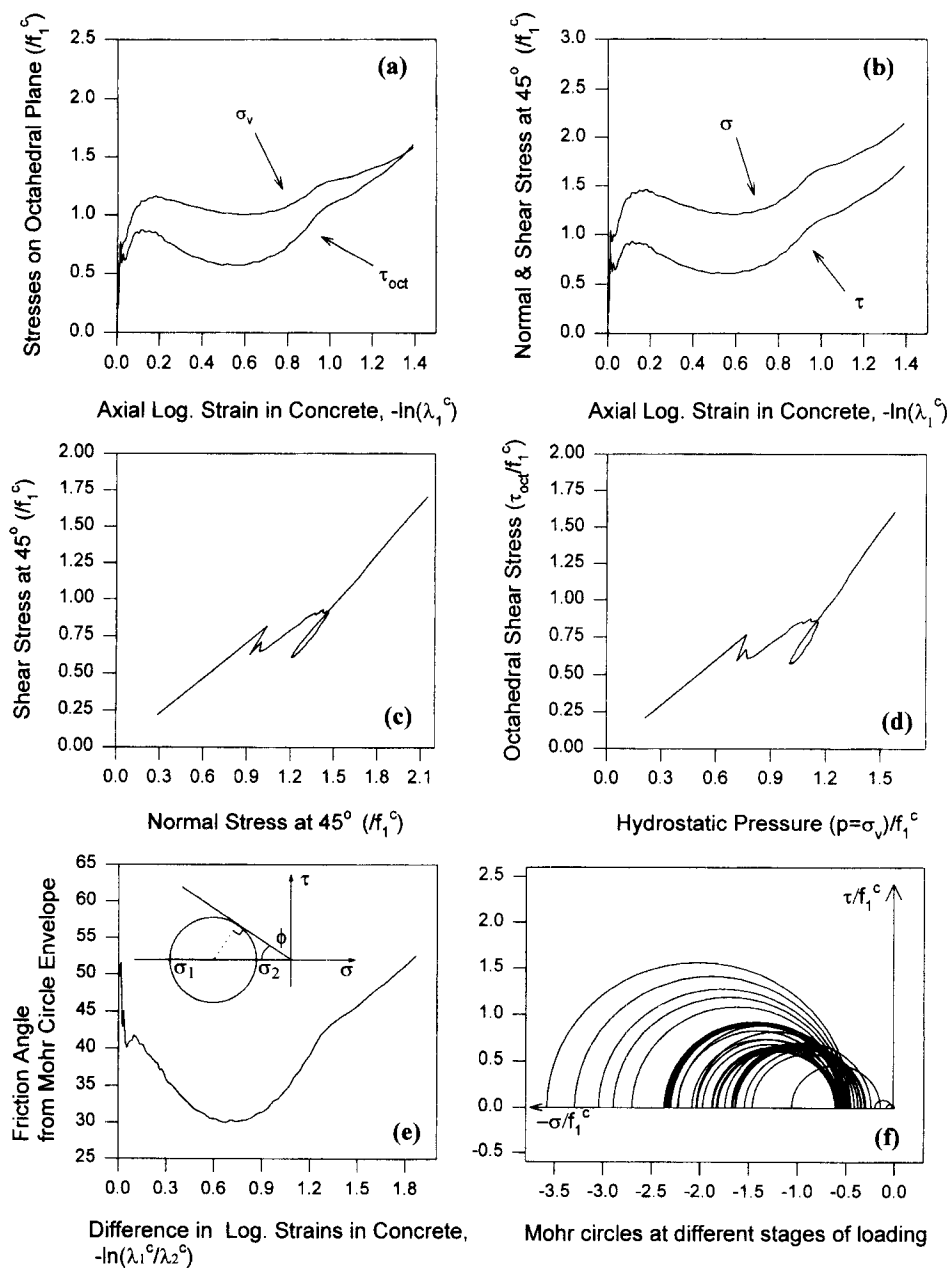 Stresses on Octahedral Plane (/f₁ᶜ)
2.5
2.0
1.5
1.0
0.5
0.0
(a)
σᵥ
τoct
0.0 0.2 0.4 0.6 0.8 1.0 1.2 1.4
Axial Log. Strain in Concrete, -ln(λ₁ᶜ)
Normal & Shear Stress at 45° (/f₁ᶜ)
3.0
2.5
2.0
1.5
1.0
0.5
0.0
(b)
σ
τ
0.0 0.2 0.4 0.6 0.8 1.0 1.2 1.4
Axial Log. Strain in Concrete, -ln(λ₁ᶜ)
Shear Stress at 45° (/f₁ᶜ)
2.00
1.75
1.50
1.25
1.00
0.75
0.50
0.25
0.00
(c)
0.0 0.3 0.6 0.9 1.2 1.5 1.8 2.1
Normal Stress at 45° (/f₁ᶜ)
Octahedral Shear Stress (τoct/f₁ᶜ)
2.00
1.75
1.50
1.25
1.00
0.75
0.50
0.25
0.00
(d)
0.0 0.3 0.6 0.9 1.2 1.5
Hydrostatic Pressure (p=σᵥ)/f₁ᶜ
Friction Angle
from Mohr Circle Envelope
65
60
55
50
45
40
35
30
25
τ
ϕ
σ₁
σ₂
σ
(e)
0.0 0.3 0.6 0.9 1.2 1.5 1.8
Difference in Log. Strains in Concrete,
-ln(λ₁ᶜ/λ₂ᶜ)
2.5
2.0
1.5
1.0
0.5
0.0
-0.5
τ/f₁ᶜ
-σ/f₁ᶜ
(f)
-3.5 -3.0 -2.5 -2.0 -1.5 -1.0 -0.5 0.0
Mohr circles at different stages of loading